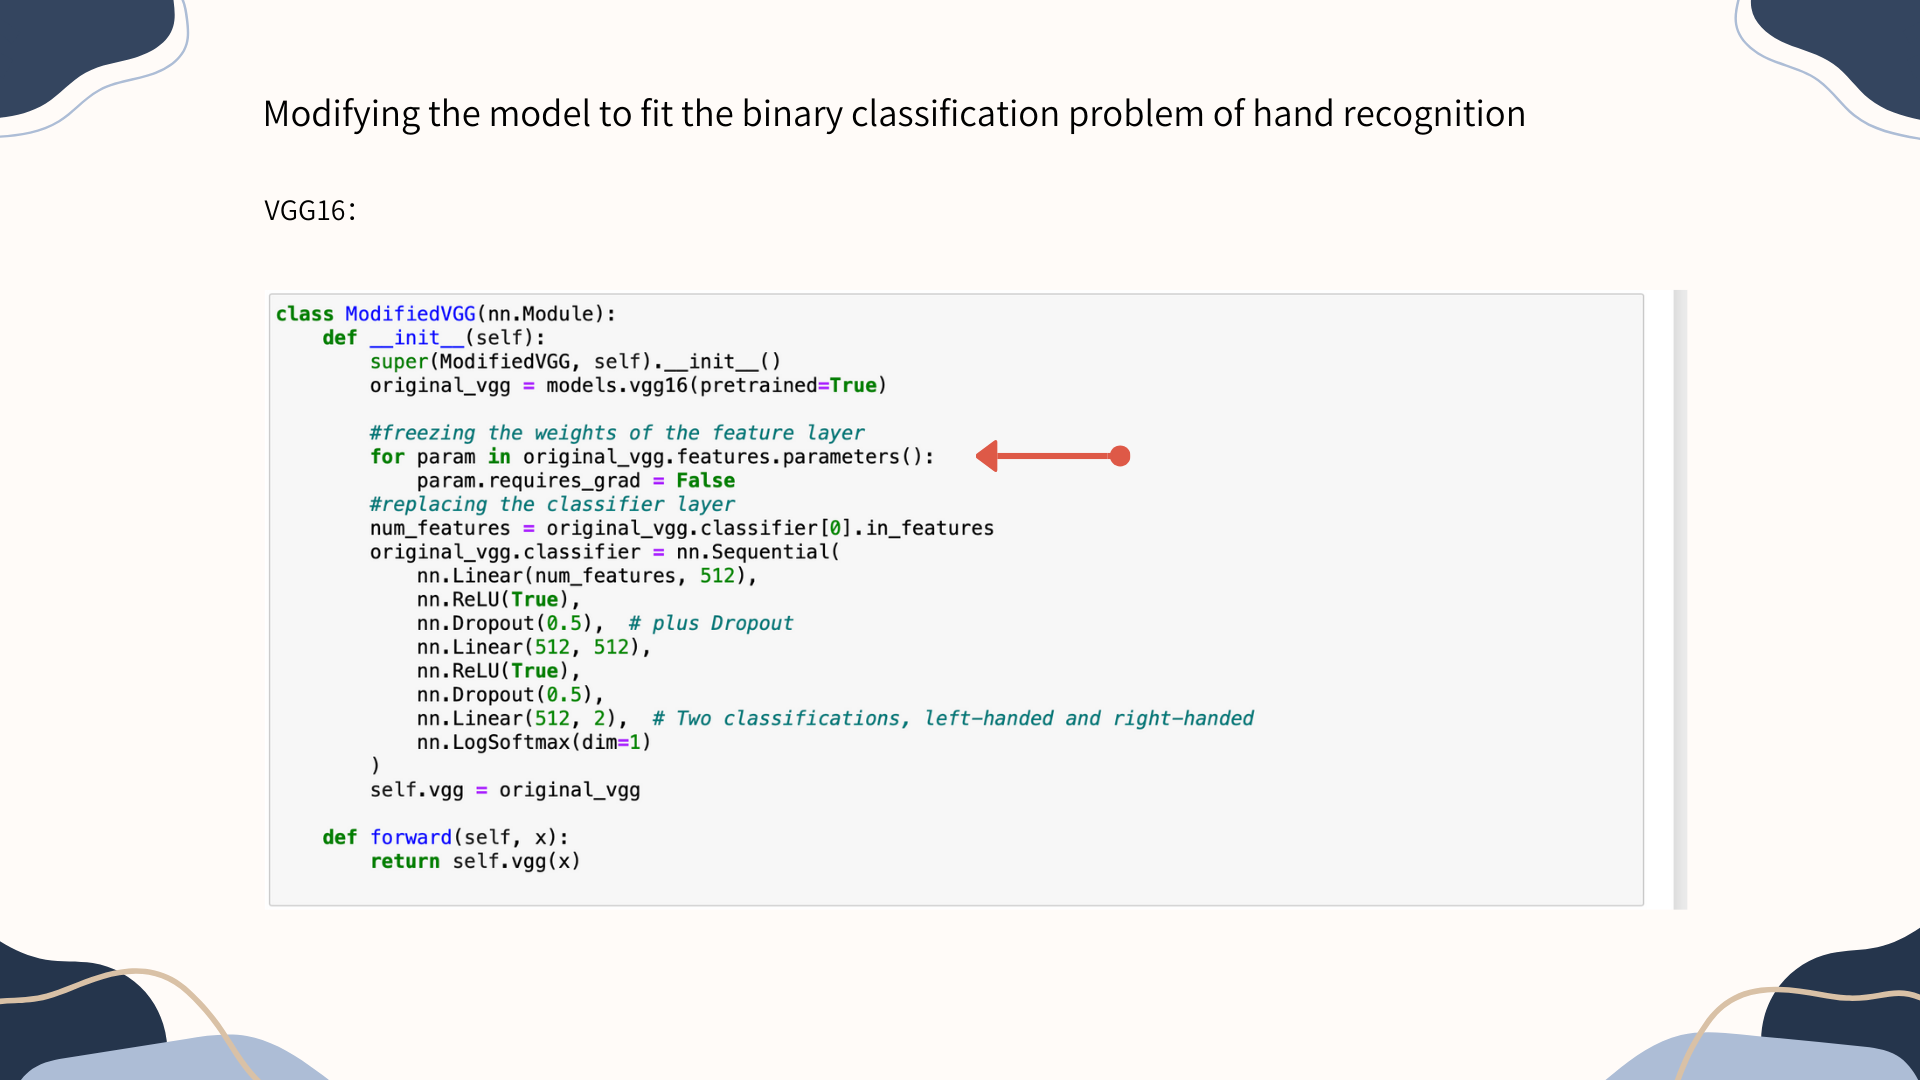 Modifying the model to fit the binary classification problem of hand recognition
VGG16：
class ModifiedVGG(nn.Module):
    def __init__(self):
        super(ModifiedVGG, self).__init__()
        original_vgg = models.vgg16(pretrained=True)
        #freezing the weights of the feature layer
        for param in original_vgg.features.parameters():
            param.requires_grad = False
        #replacing the classifier layer
        num_features = original_vgg.classifier[0].in_features
        original_vgg.classifier = nn.Sequential(
            nn.Linear(num_features, 512),
            nn.ReLU(True),
            nn.Dropout(0.5),  # plus Dropout
            nn.Linear(512, 512),
            nn.ReLU(True),
            nn.Dropout(0.5),
            nn.Linear(512, 2),  # Two classifications, left-handed and right-handed
            nn.LogSoftmax(dim=1)
        )
        self.vgg = original_vgg
    def forward(self, x):
        return self.vgg(x)